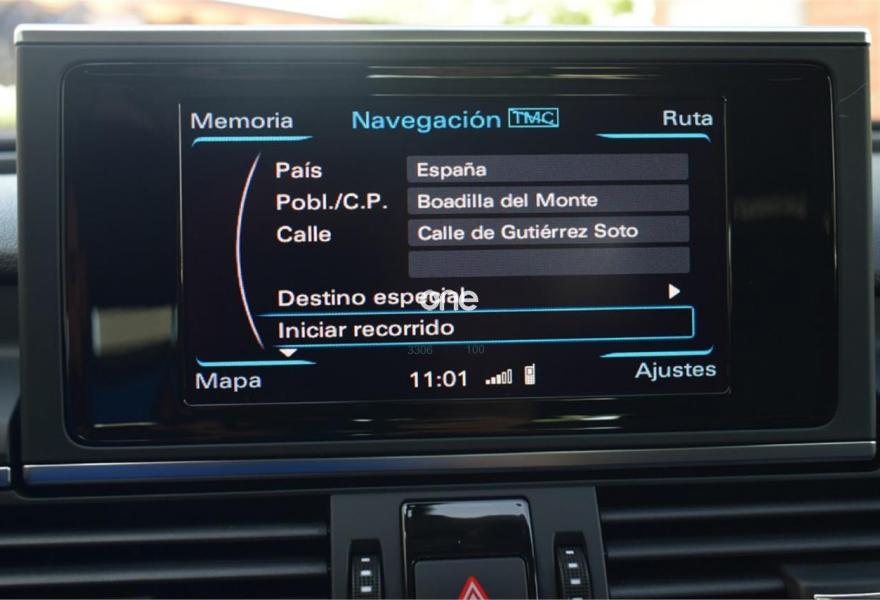 Memoria Navegación TMC Ruta
País España
Pobl./C.P. Boadilla del Monte
Calle Calle de Gutiérrez Soto
Destino especial
one
Iniciar recorrido
3306 100
Mapa 11:01 Ajustes